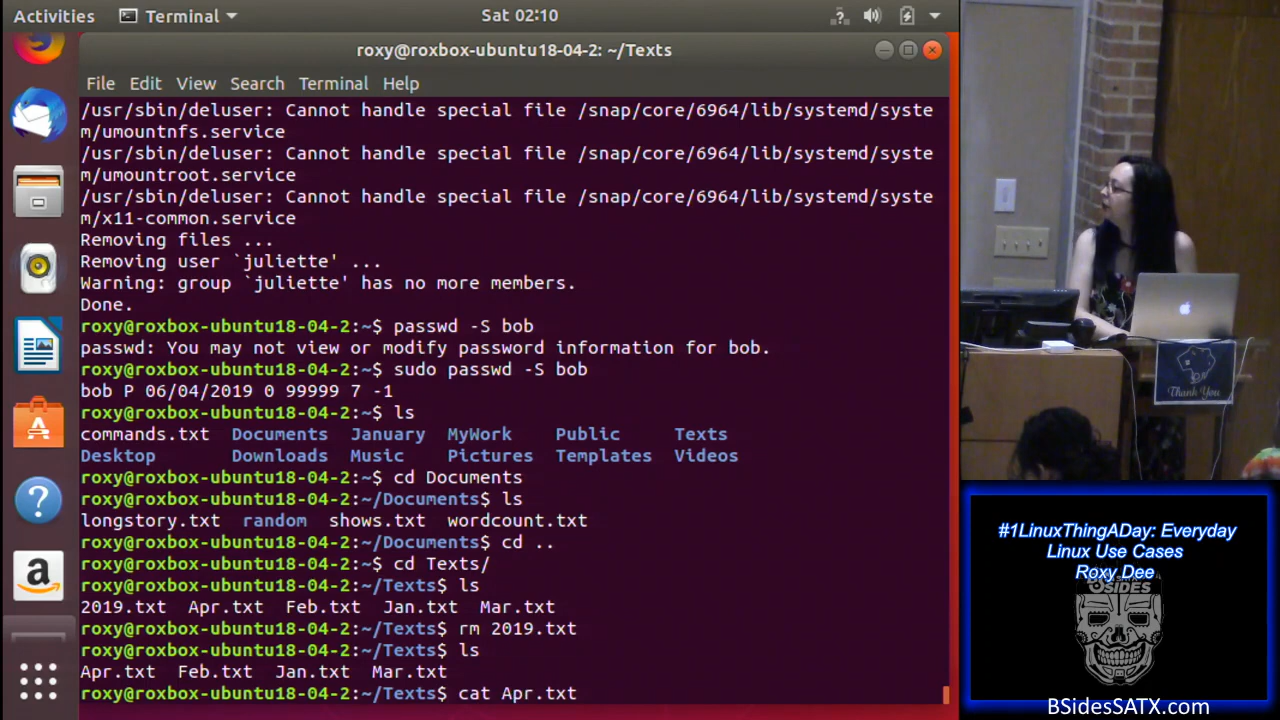 Activities Terminal Sat 02:10
roxy@roxbox-ubuntu18-04-2: ~/Texts
File Edit View Search Terminal Help
/usr/sbin/deluser: Cannot handle special file /snap/core/6964/lib/systemd/syste
m/umountnfs.service
/usr/sbin/deluser: Cannot handle special file /snap/core/6964/lib/systemd/syste
m/umountroot.service
/usr/sbin/deluser: Cannot handle special file /snap/core/6964/lib/systemd/syste
m/x11-common.service
Removing files ...
Removing user `juliette' ...
Warning: group `juliette' has no more members.
Done.
roxy@roxbox-ubuntu18-04-2:~$ passwd -S bob
passwd: You may not view or modify password information for bob.
roxy@roxbox-ubuntu18-04-2:~$ sudo passwd -S bob
bob P 06/04/2019 0 99999 7 -1
roxy@roxbox-ubuntu18-04-2:~$ ls
commands.txt Documents January MyWork Public Texts
Desktop Downloads Music Pictures Templates Videos
roxy@roxbox-ubuntu18-04-2:~$ cd Documents
roxy@roxbox-ubuntu18-04-2:~/Documents$ ls
longstory.txt random shows.txt wordcount.txt
roxy@roxbox-ubuntu18-04-2:~/Documents$ cd ..
roxy@roxbox-ubuntu18-04-2:~$ cd Texts/
roxy@roxbox-ubuntu18-04-2:~/Texts$ ls
2019.txt Apr.txt Feb.txt Jan.txt Mar.txt
roxy@roxbox-ubuntu18-04-2:~/Texts$ rm 2019.txt
roxy@roxbox-ubuntu18-04-2:~/Texts$ ls
Apr.txt Feb.txt Jan.txt Mar.txt
roxy@roxbox-ubuntu18-04-2:~/Texts$ cat Apr.txt
Thank You
#1LinuxThingADay: Everyday
Linux Use Cases
Roxy Dee
BSIDES
BSidesSATX.com